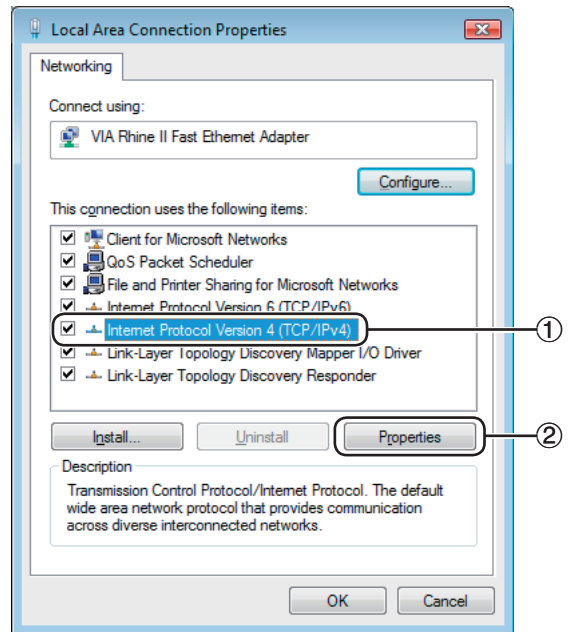 Local Area Connection Properties
Networking
Connect using:
VIA Rhine II Fast Ethernet Adapter
Configure...
This connection uses the following items:
Client for Microsoft Networks
QoS Packet Scheduler
File and Printer Sharing for Microsoft Networks
Internet Protocol Version 6 (TCP/IPv6)
Internet Protocol Version 4 (TCP/IPv4)
①
Link-Layer Topology Discovery Mapper I/O Driver
Link-Layer Topology Discovery Responder
Install...
Uninstall
Properties
②
Description
Transmission Control Protocol/Internet Protocol. The default
wide area network protocol that provides communication
across diverse interconnected networks.
OK
Cancel